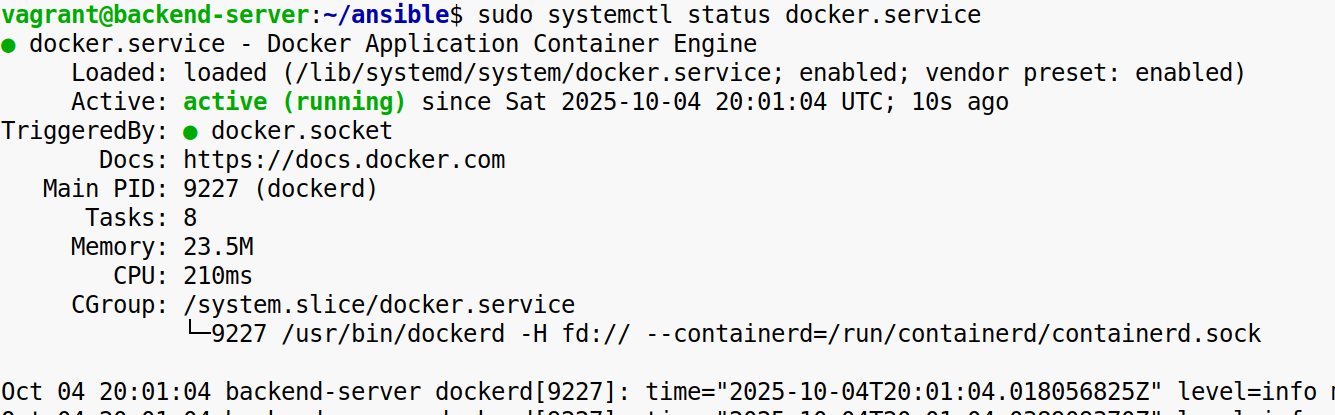 vagrant@backend-server:~/ansible$ sudo systemctl status docker.service
● docker.service - Docker Application Container Engine
Loaded: loaded (/lib/systemd/system/docker.service; enabled; vendor preset: enabled)
Active: active (running) since Sat 2025-10-04 20:01:04 UTC; 10s ago
TriggeredBy: ● docker.socket
Docs: https://docs.docker.com
Main PID: 9227 (dockerd)
Tasks: 8
Memory: 23.5M
CPU: 210ms
CGroup: /system.slice/docker.service
└─9227 /usr/bin/dockerd -H fd:// --containerd=/run/containerd/containerd.sock
Oct 04 20:01:04 backend-server dockerd[9227]: time="2025-10-04T20:01:04.018056825Z" level=info